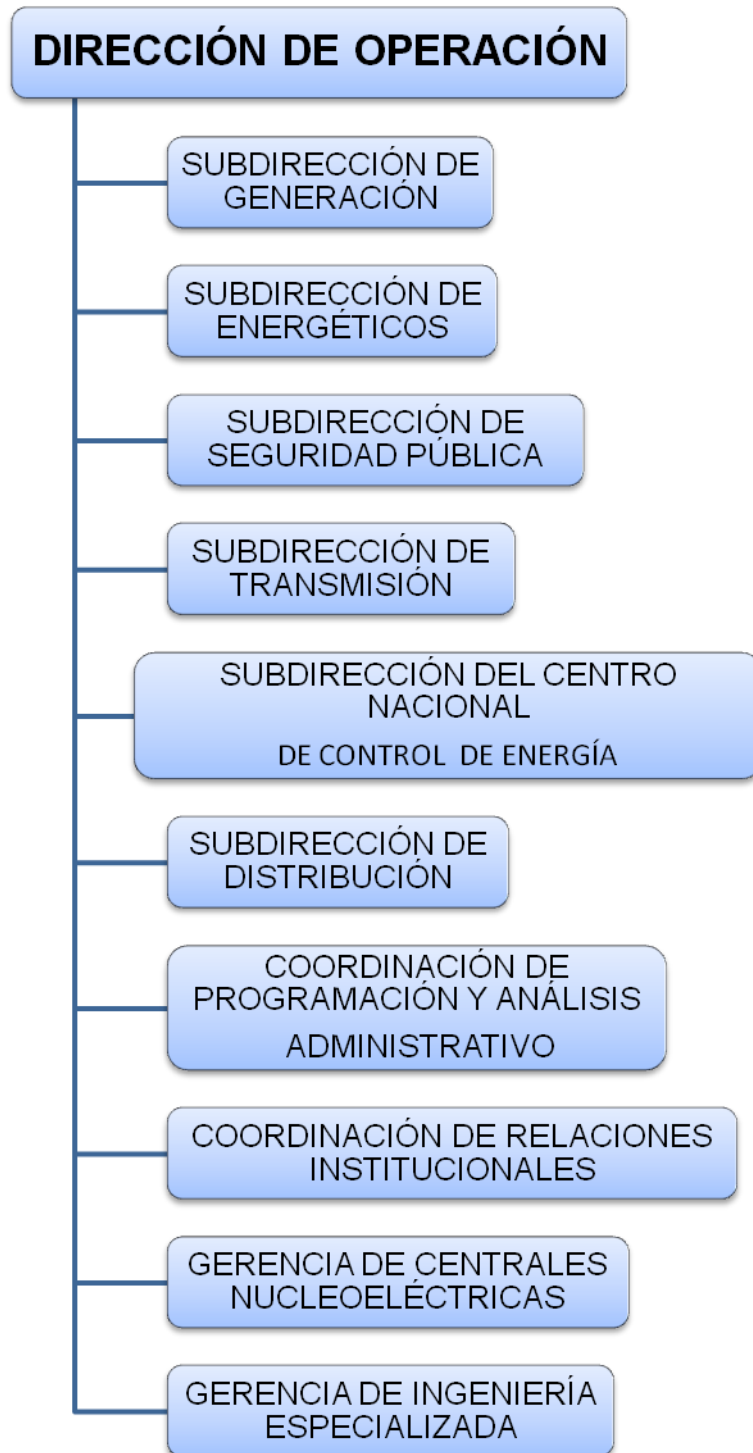 DIRECCIÓN DE OPERACIÓN
SUBDIRECCIÓN DE
GENERACIÓN
SUBDIRECCIÓN DE
ENERGÉTICOS
SUBDIRECCIÓN DE
SEGURIDAD PÚBLICA
SUBDIRECCIÓN DE
TRANSMISIÓN
SUBDIRECCIÓN DEL CENTRO
NACIONAL
DE CONTROL DE ENERGÍA
SUBDIRECCIÓN DE
DISTRIBUCIÓN
COORDINACIÓN DE
PROGRAMACIÓN Y ANÁLISIS
ADMINISTRATIVO
COORDINACIÓN DE RELACIONES
INSTITUCIONALES
GERENCIA DE CENTRALES
NUCLEOELÉCTRICAS
GERENCIA DE INGENIERÍA
ESPECIALIZADA